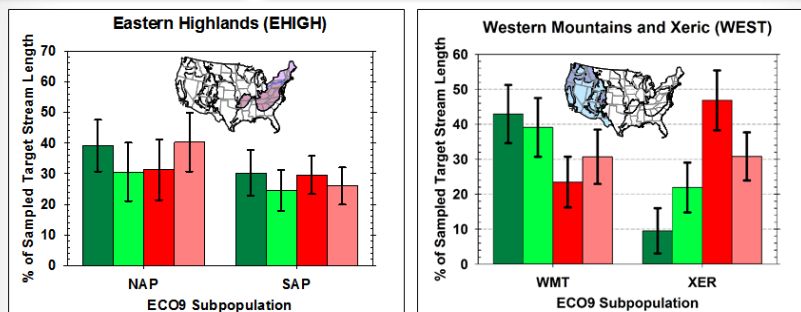 Eastern Highlands (EHIGH)
% of Sampled Target Stream Length
70
60
50
40
30
20
10
0
NAP SAP
ECO9 Subpopulation
Western Mountains and Xeric (WEST)
% of Sampled Target Stream Length
60
50
40
30
20
10
0
WMT XER
ECO9 Subpopulation